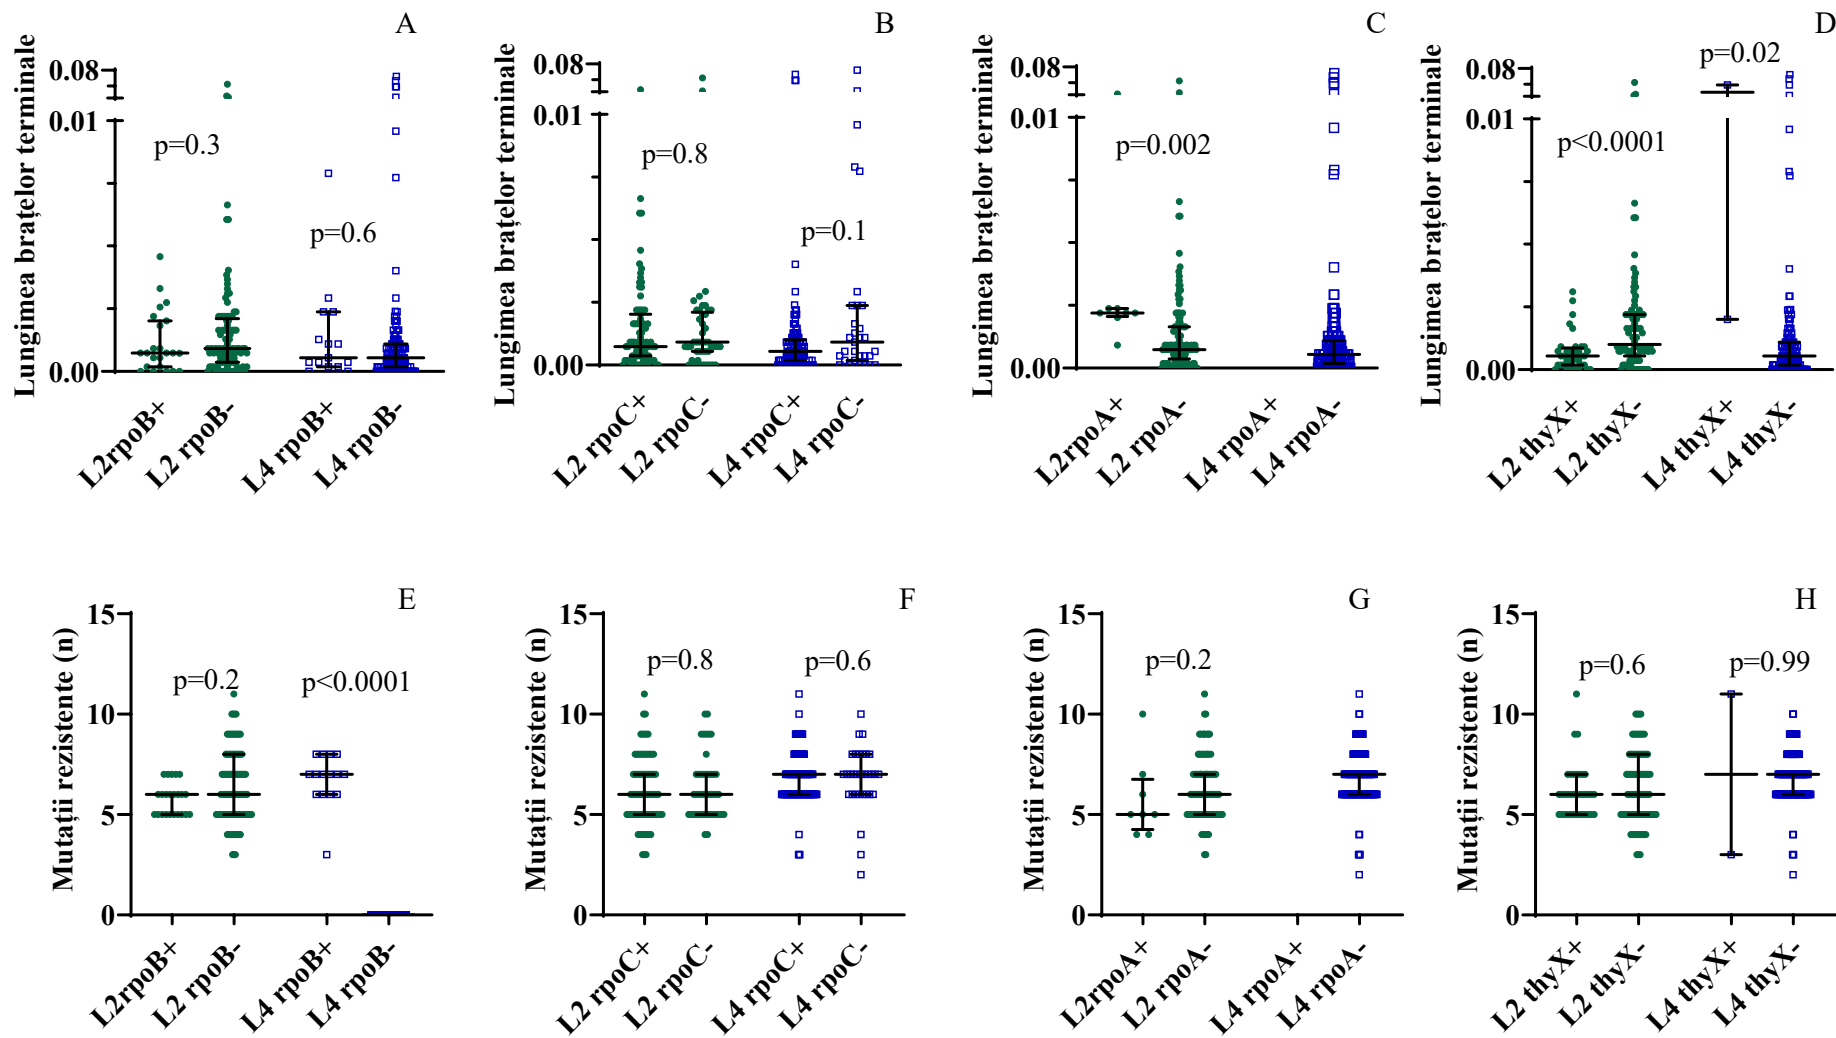 A
Lungimea brațelor terminale
0.08
0.01
0.00
p=0.3
p=0.6
L2rpoB+
L2 rpoB-
L4 rpoB+
L4 rpoB-
B
Lungimea brațelor terminale
0.08
0.01
0.00
p=0.8
p=0.1
L2 rpoC+
L2 rpoC-
L4 rpoC+
L4 rpoC-
C
Lungimea brațelor terminale
0.08
0.01
0.00
p=0.002
L2rpoA+
L2 rpoA-
L4 rpoA+
L4 rpoA-
D
Lungimea brațelor terminale
0.08
0.01
0.00
p<0.0001
p=0.02
L2 thyX+
L2 thyX-
L4 thyX+
L4 thyX-
E
Mutații rezistente (n)
15
10
5
0
p=0.2
p<0.0001
L2rpoB+
L2 rpoB-
L4 rpoB+
L4 rpoB-
F
Mutații rezistente (n)
15
10
5
0
p=0.8
p=0.6
L2 rpoC+
L2 rpoC-
L4 rpoC+
L4 rpoC-
G
Mutații rezistente (n)
15
10
5
0
p=0.2
L2rpoA+
L2 rpoA-
L4 rpoA+
L4 rpoA-
H
Mutații rezistente (n)
15
10
5
0
p=0.6
p=0.99
L2 thyX+
L2 thyX-
L4 thyX+
L4 thyX-